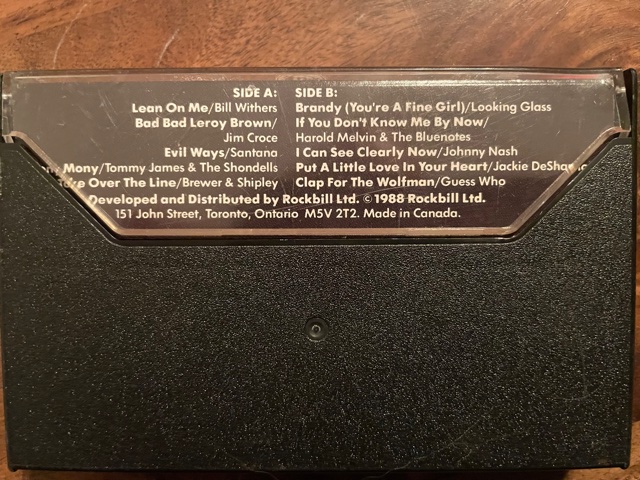 SIDE A:
Lean On Me/Bill Withers
Bad Bad Leroy Brown/
Jim Croce
Evil Ways/Santana
Mony/Tommy James & The Shondells
Over The Line/Brewer & Shipley
SIDE B:
Brandy (You're A Fine Girl)/Looking Glass
If You Don't Know Me By Now/
Harold Melvin & The Bluenotes
I Can See Clearly Now/Johnny Nash
Put A Little Love In Your Heart/Jackie
Clap For The Wolfman/Guess Who
Developed and Distributed by Rockbill Ltd. © 1988 Rockbill Ltd.
151 John Street, Toronto, Ontario M5V 2T2. Made in Canada.